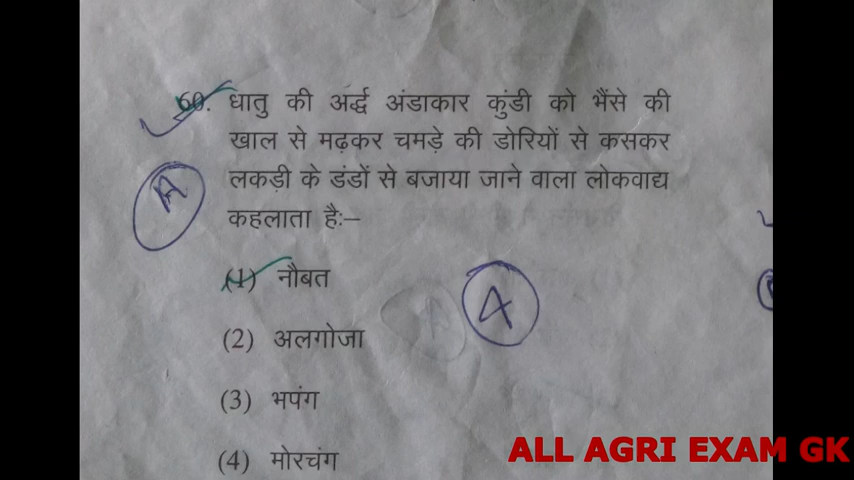 60. धातु की अर्द्ध अंडाकार कुंडी को भैंसे की
खाल से मढ़कर चमड़े की डोरियों से कसकर
A
लकड़ी के डंडों से बजाया जाने वाला लोकवाद्य
कहलाता है:–
(1) नौबत
4
(2) अलगोजा
(3) भपंग
(4) मोरचंग
ALL AGRI EXAM GK